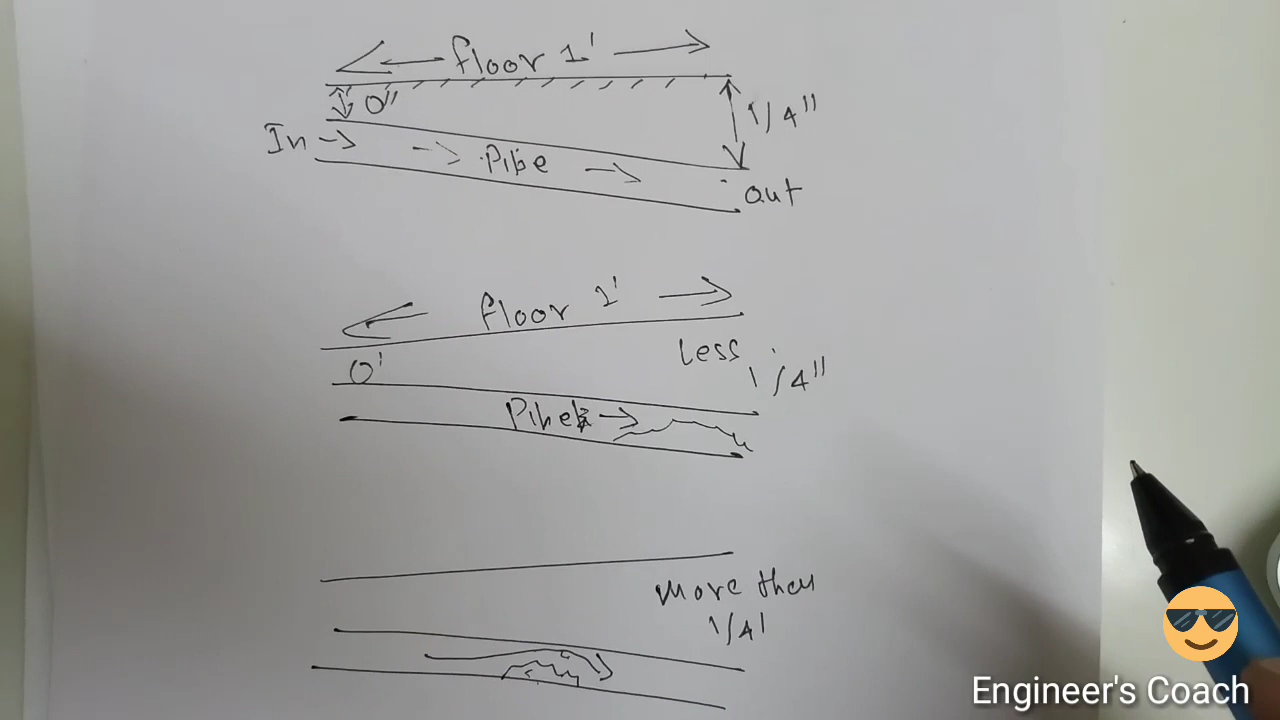 floor 1'
0"
1/4"
In
Pipe
out
floor 1'
0'
Less
1/4"
Pipe
More than
1/4'
Engineer's Coach